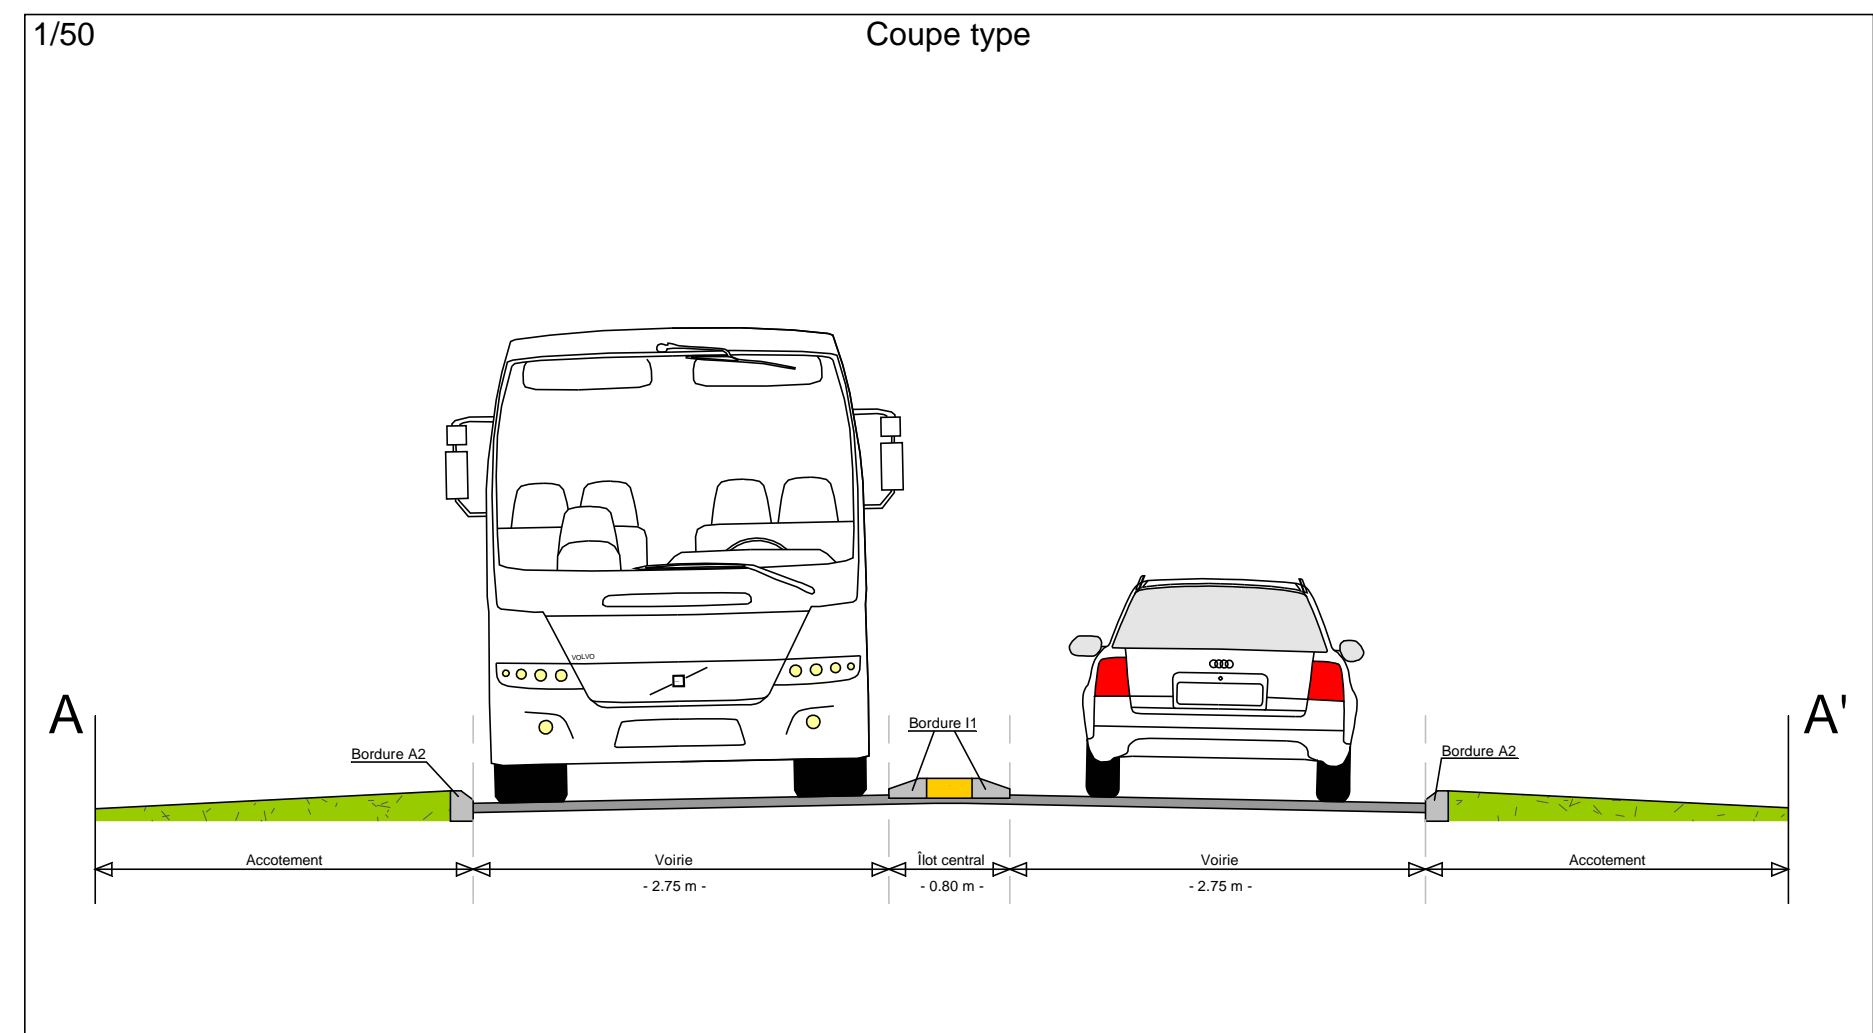 1/50
Coupe type
VOLVO
A
A'
Bordure A2
Bordure I1
Bordure A2
Accotement
Voirie
Îlot central
Voirie
Accotement
- 2.75 m -
- 0.80 m -
- 2.75 m -